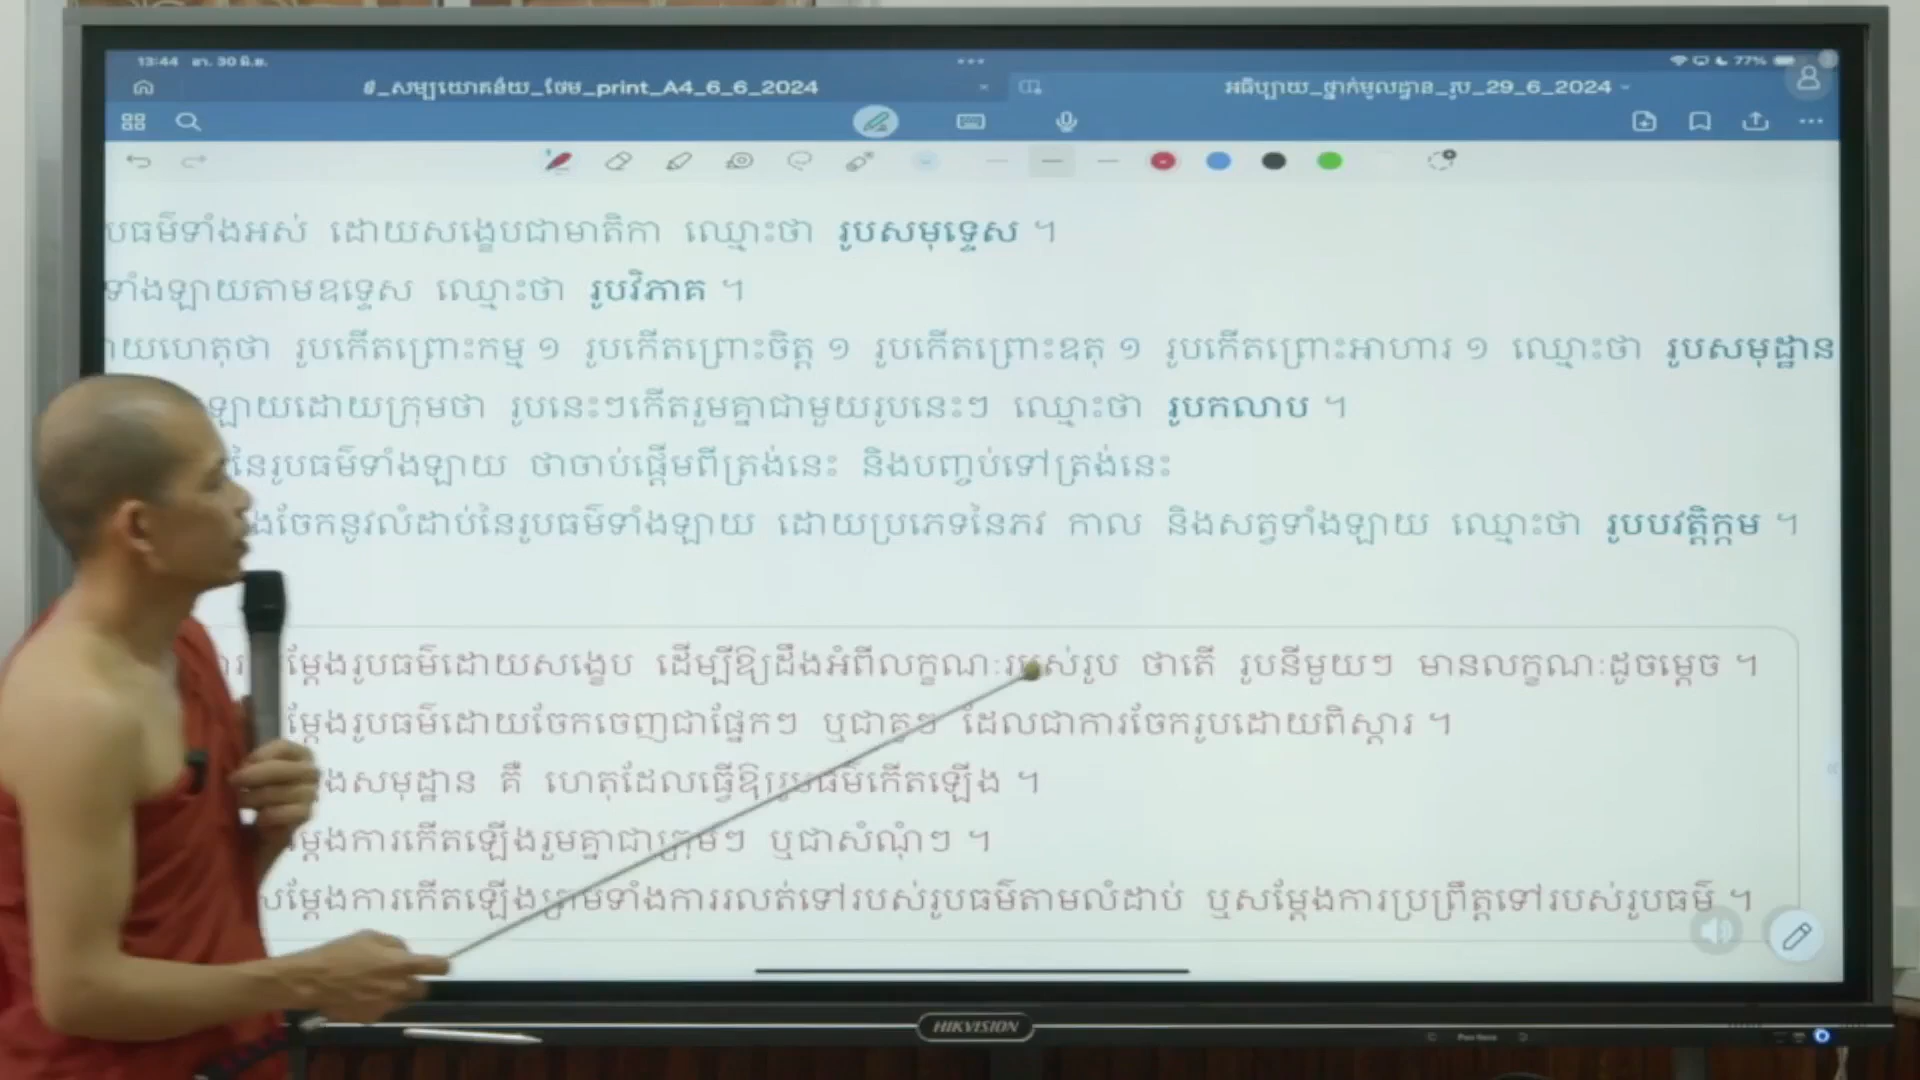 13:44 អា. 30 មិ.ย. 77%
_សម្បយោគន័យ_ថែម_print_A4_6_6_2024
អធិប្បាយ_ថ្នាក់មូលដ្ឋាន_រូប_29_6_2024
បធម៌ទាំងអស់ ដោយសង្ខេបជាមាតិកា ឈ្មោះថា រូបសមុទ្ទេស ។
ទាំងឡាយតាមឧទ្ទេស ឈ្មោះថា រូបវិភាគ ។
យហេតុថា រូបកើតព្រោះកម្ម ១ រូបកើតព្រោះចិត្ត ១ រូបកើតព្រោះឧតុ ១ រូបកើតព្រោះអាហារ ១ ឈ្មោះថា រូបសមុដ្ឋាន
ឡាយដោយក្រុមថា រូបនេះៗកើតរួមគ្នាជាមួយរូបនេះៗ ឈ្មោះថា រូបកលាប ។
នៃរូបធម៌ទាំងឡាយ ថាចាប់ផ្តើមពីត្រង់នេះ និងបញ្ចប់ទៅត្រង់នេះ
ងចែកនូវលំដាប់នៃរូបធម៌ទាំងឡាយ ដោយប្រភេទនៃភវ កាល និងសត្វទាំងឡាយ ឈ្មោះថា រូបបវត្តិក្កម ។
ម្តែងរូបធម៌ដោយសង្ខេប ដើម្បីឱ្យដឹងអំពីលក្ខណៈរបស់រូប ថាតើ រូបនីមួយៗ មានលក្ខណៈដូចម្តេច ។
ម្តែងរូបធម៌ដោយចែកចេញជាផ្នែកៗ ឬជាគូៗ ដែលជាការចែករូបដោយពិស្តារ ។
ងសមុដ្ឋាន គឺ ហេតុដែលធ្វើឱ្យរូបធម៌កើតឡើង ។
ម្តែងការកើតឡើងរួមគ្នាជាក្រុមៗ ឬជាសំណុំៗ ។
សម្តែងការកើតឡើងព្រមទាំងការរលត់ទៅរបស់រូបធម៌តាមលំដាប់ ឬសម្តែងការប្រព្រឹត្តទៅរបស់រូបធម៌ ។
HIKVISION